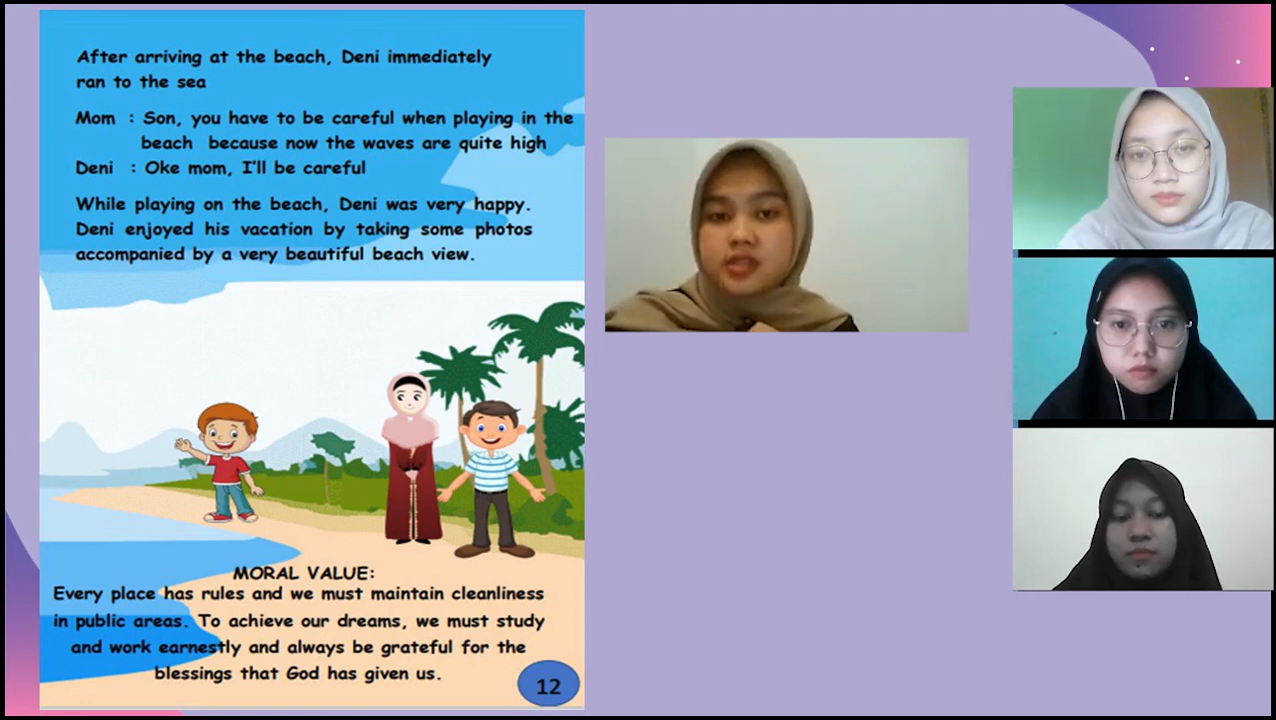 After arriving at the beach, Deni immediately
ran to the sea
Mom : Son, you have to be careful when playing in the
beach because now the waves are quite high
Deni : Oke mom, I'll be careful
While playing on the beach, Deni was very happy.
Deni enjoyed his vacation by taking some photos
accompanied by a very beautiful beach view.
MORAL VALUE:
Every place has rules and we must maintain cleanliness
in public areas. To achieve our dreams, we must study
and work earnestly and always be grateful for the
blessings that God has given us.
12